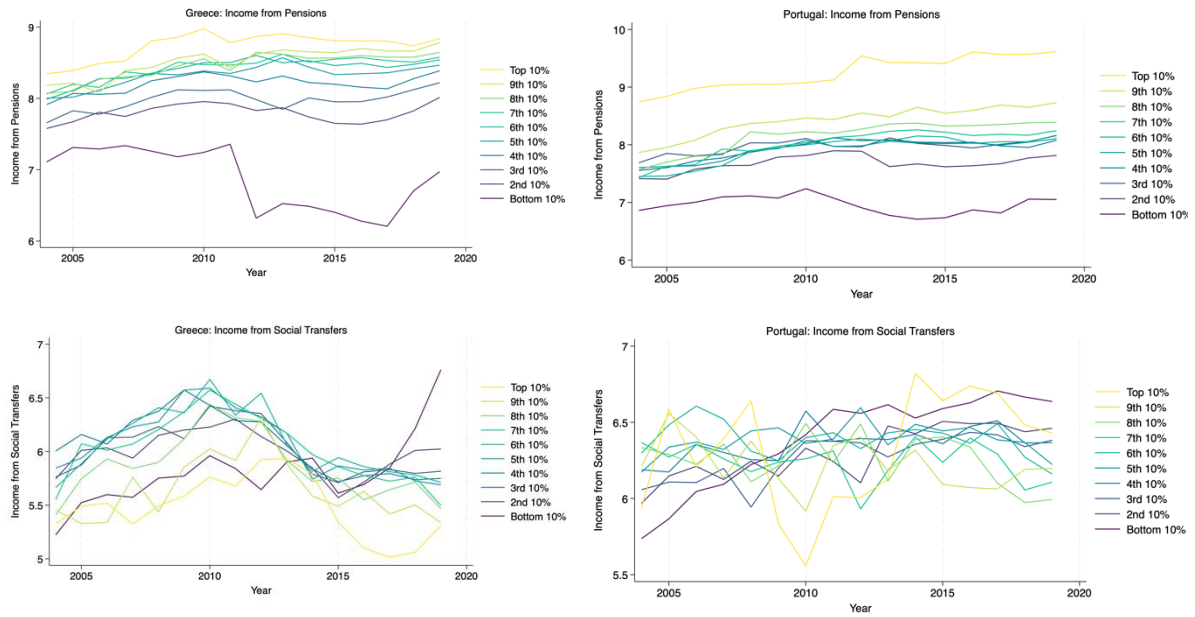 Greece: Income from Pensions
Income from Pensions
9
8
7
6
2005
2010
2015
2020
Year
Top 10%
9th 10%
8th 10%
7th 10%
6th 10%
5th 10%
4th 10%
3rd 10%
2nd 10%
Bottom 10%
Portugal: Income from Pensions
Income from Pensions
10
9
8
7
6
2005
2010
2015
2020
Year
Top 10%
9th 10%
8th 10%
7th 10%
6th 10%
5th 10%
4th 10%
3rd 10%
2nd 10%
Bottom 10%
Greece: Income from Social Transfers
Income from Social Transfers
7
6.5
6
5.5
5
2005
2010
2015
2020
Year
Top 10%
9th 10%
8th 10%
7th 10%
6th 10%
5th 10%
4th 10%
3rd 10%
2nd 10%
Bottom 10%
Portugal: Income from Social Transfers
Income from Social Transfers
7
6.5
6
5.5
2005
2010
2015
2020
Year
Top 10%
9th 10%
8th 10%
7th 10%
6th 10%
5th 10%
4th 10%
3rd 10%
2nd 10%
Bottom 10%